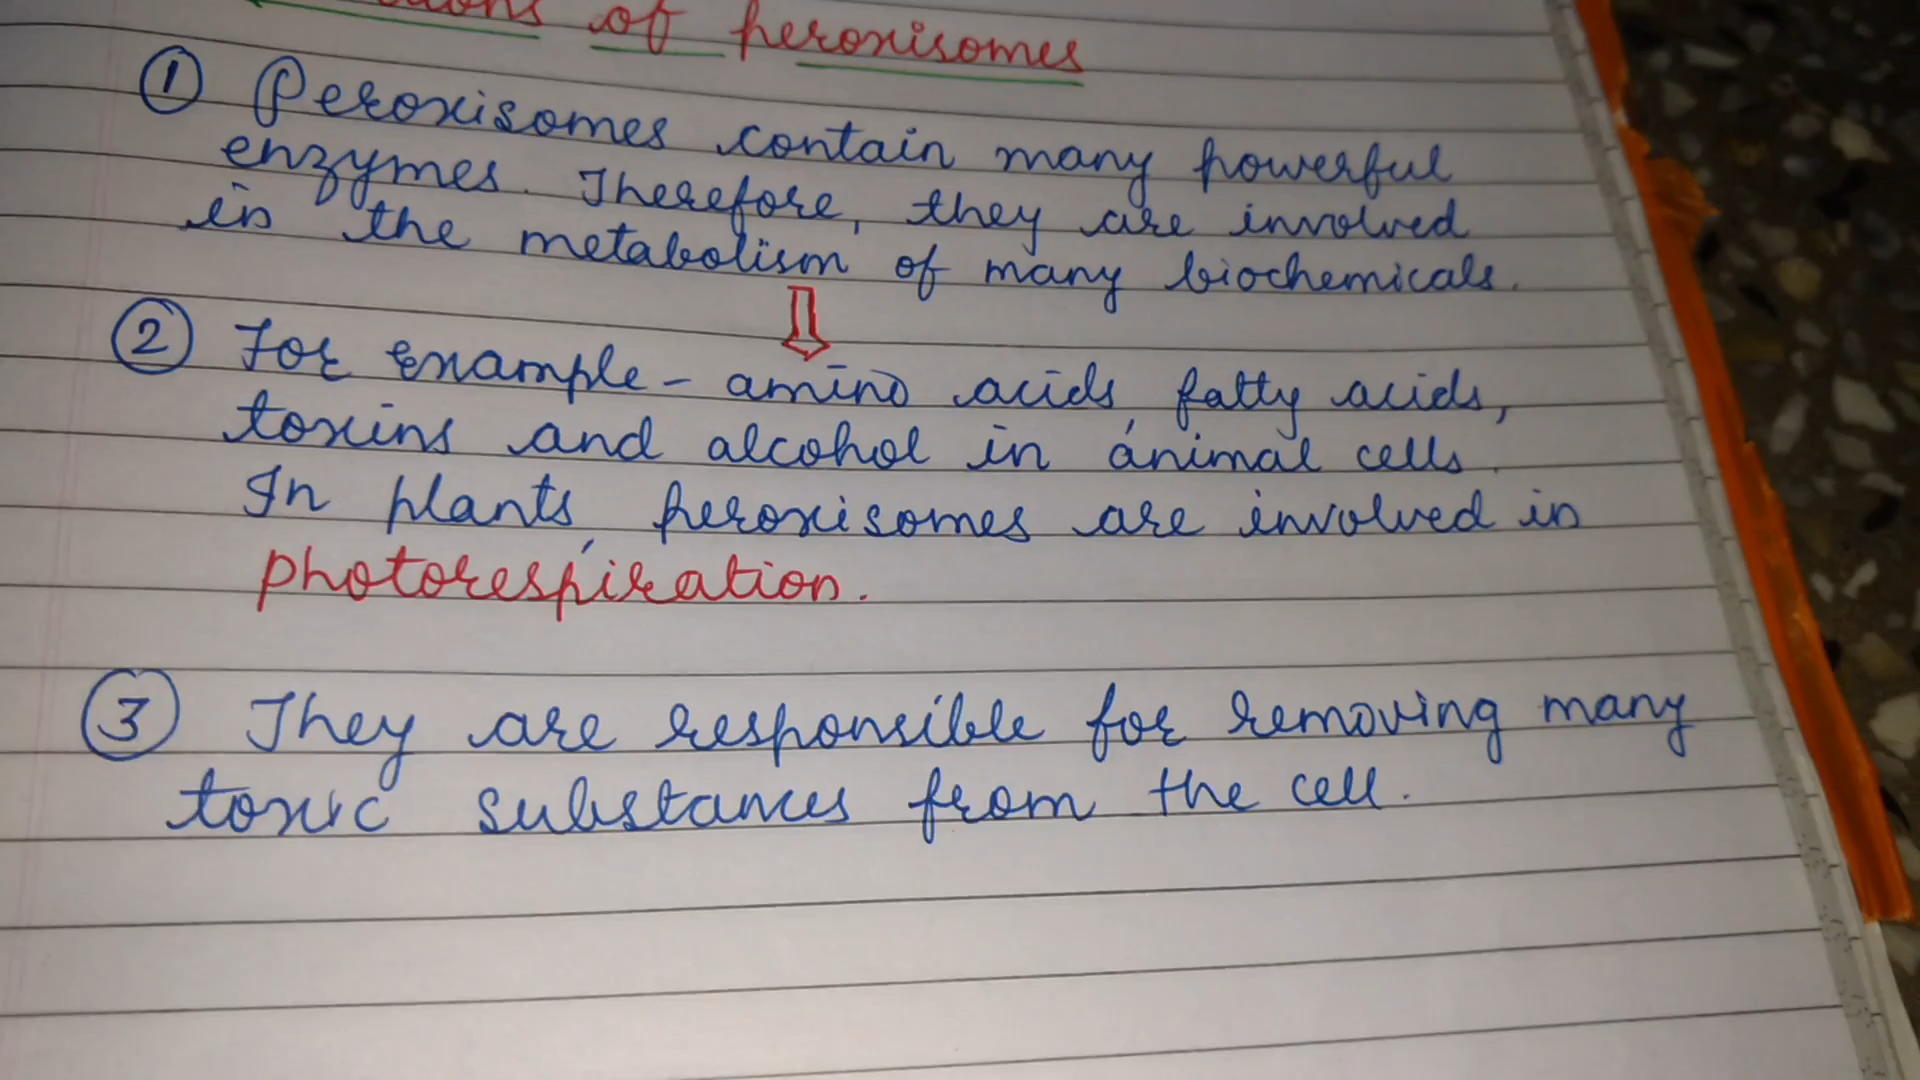 of peroxisomes
① Peroxisomes contain many powerful
enzymes. Therefore, they are involved
in the metabolism of many biochemicals.
② For example - amino acids, fatty acids,
toxins and alcohol in animal cells.
In plants, peroxisomes are involved in
photorespiration.
③ They are responsible for removing many
toxic substances from the cell.